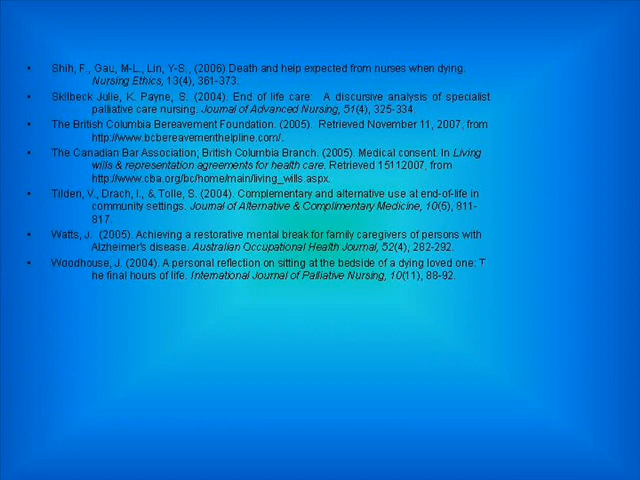 • Shih, F., Gau, M-L., Lin, Y-S., (2006) Death and help expected from nurses when dying.
Nursing Ethics, 13(4), 361-373.
• Skilbeck Julie, K. Payne, S. (2004). End of life care: A discursive analysis of specialist
palliative care nursing. Journal of Advanced Nursing, 51(4), 325-334.
• The British Columbia Bereavement Foundation. (2005). Retrieved November 11, 2007, from
http://www.bcbereavementhelpline.com/.
• The Canadian Bar Association; British Columbia Branch. (2005). Medical consent. In Living
wills & representation agreements for health care. Retrieved 15112007, from
http://www.cba.org/bc/home/main/living_wills.aspx.
• Tilden, V., Drach, I., & Tolle, S. (2004). Complementary and alternative use at end-of-life in
community settings. Journal of Alternative & Complimentary Medicine, 10(5), 811-
817.
• Watts, J. (2005). Achieving a restorative mental break for family caregivers of persons with
Alzheimer's disease. Australian Occupational Health Journal, 52(4), 282-292.
• Woodhouse, J. (2004). A personal reflection on sitting at the bedside of a dying loved one: T
he final hours of life. International Journal of Palliative Nursing, 10(11), 88-92.